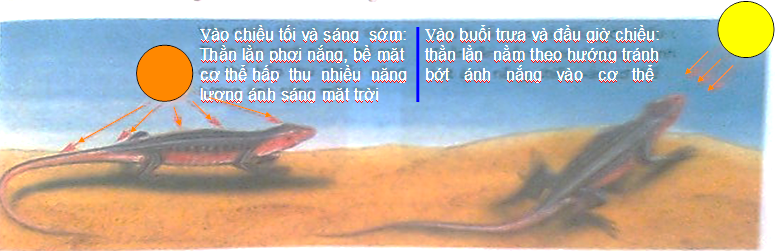 Vào chiều tối và sáng sớm:
Thằn lằn phơi nắng, bề mặt
cơ thể hấp thu nhiều năng
lượng ánh sáng mặt trời
Vào buổi trưa và đầu giờ chiều:
thằn lằn nằm theo hướng tránh
bớt ánh nắng vào cơ thể